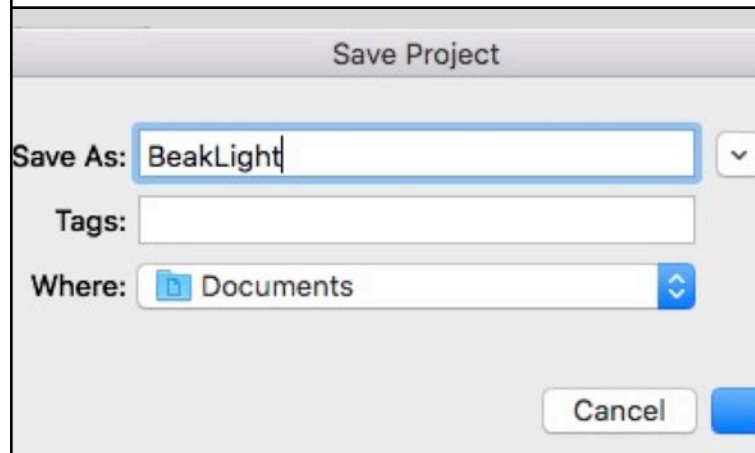 Save Project
Save As: BeakLight
Tags:
Where: Documents
Cancel